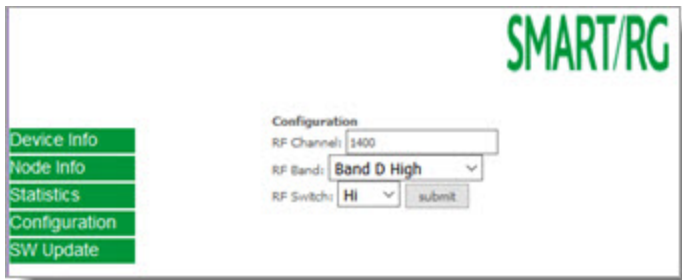 SMART/RG
Device Info
Node Info
Statistics
Configuration
SW Update
Configuration
RF Channel: 1400
RF Band: Band D High
RF Switch: Hi submit